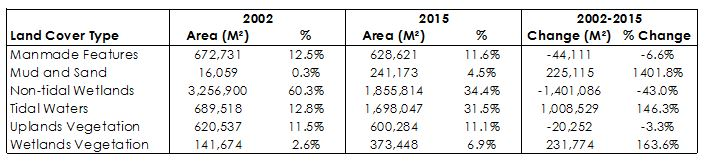 2002 2015 2002-2015
Land Cover Type Area (M²) % Area (M²) % Change (M²) % Change
Manmade Features 672,731 12.5% 628,621 11.6% -44,111 -6.6%
Mud and Sand 16,059 0.3% 241,173 4.5% 225,115 1401.8%
Non-tidal Wetlands 3,256,900 60.3% 1,855,814 34.4% -1,401,086 -43.0%
Tidal Waters 689,518 12.8% 1,698,047 31.5% 1,008,529 146.3%
Uplands Vegetation 620,537 11.5% 600,284 11.1% -20,252 -3.3%
Wetlands Vegetation 141,674 2.6% 373,448 6.9% 231,774 163.6%